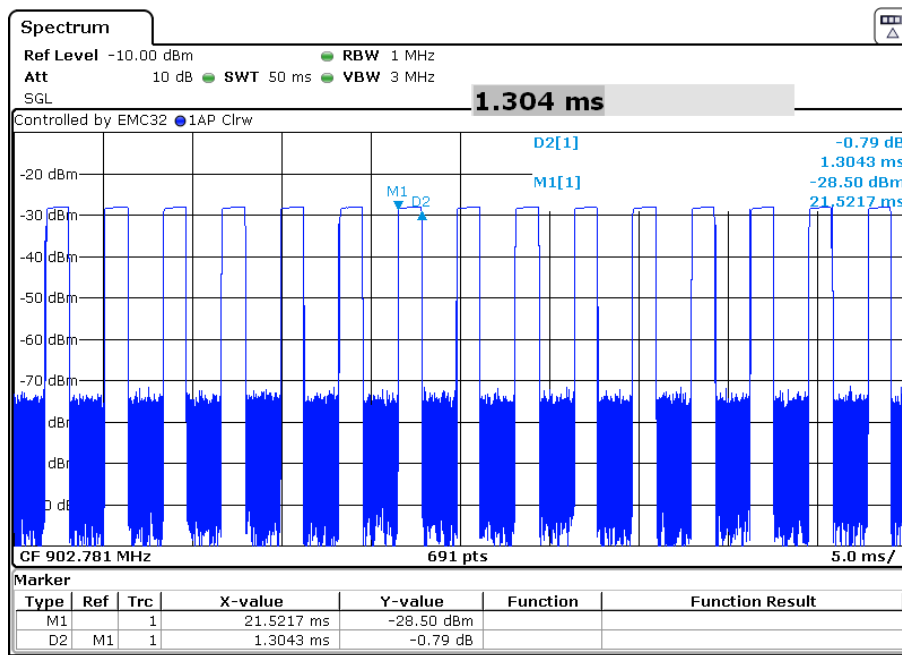 Spectrum
Ref Level -10.00 dBm RBW 1 MHz
Att 10 dB SWT 50 ms VBW 3 MHz
SGL
1.304 ms
Controlled by EMC32 1AP Clrw
D2[1] -0.79 dB
1.3043 ms
M1[1] -28.50 dBm
21.5217 ms
-20 dBm
M1
D2
-30 dBm
-40 dBm
-50 dBm
-60 dBm
-70 dBm
dBm
dBm
0 dBm
CF 902.781 MHz 691 pts 5.0 ms/
Marker
Type Ref Trc X-value Y-value Function Function Result
M1 1 21.5217 ms -28.50 dBm
D2 M1 1 1.3043 ms -0.79 dB